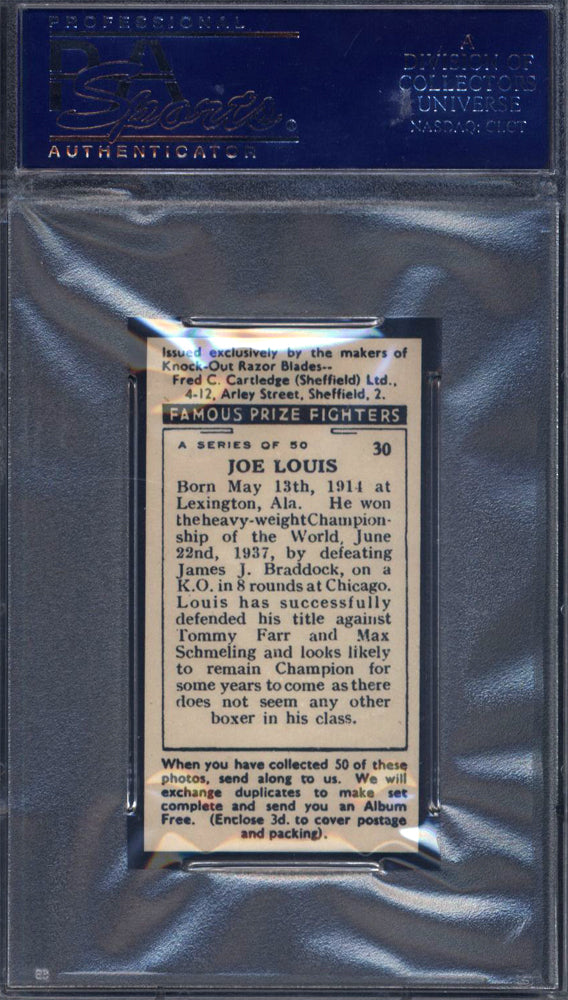 PROFESSIONAL
PSA
Sports
AUTHENTICATOR
A
DIVISION OF
COLLECTORS
UNIVERSE
NASDAQ: CLCT
Issued exclusively by the makers of
Knock-Out Razor Blades--
Fred C. Cartledge (Sheffield) Ltd.,
4-12, Arley Street, Sheffield, 2.
FAMOUS PRIZE FIGHTERS
A SERIES OF 50 30
JOE LOUIS
Born May 13th, 1914 at
Lexington, Ala. He won
the heavy-weight Champion-
ship of the World, June
22nd, 1937, by defeating
James J. Braddock, on a
K.O. in 8 rounds at Chicago.
Louis has successfully
defended his title against
Tommy Farr and Max
Schmeling and looks likely
to remain Champion for
some years to come as there
does not seem any other
boxer in his class.
When you have collected 50 of these
photos, send along to us. We will
exchange duplicates to make set
complete and send you an Album
Free. (Enclose 3d. to cover postage
and packing).